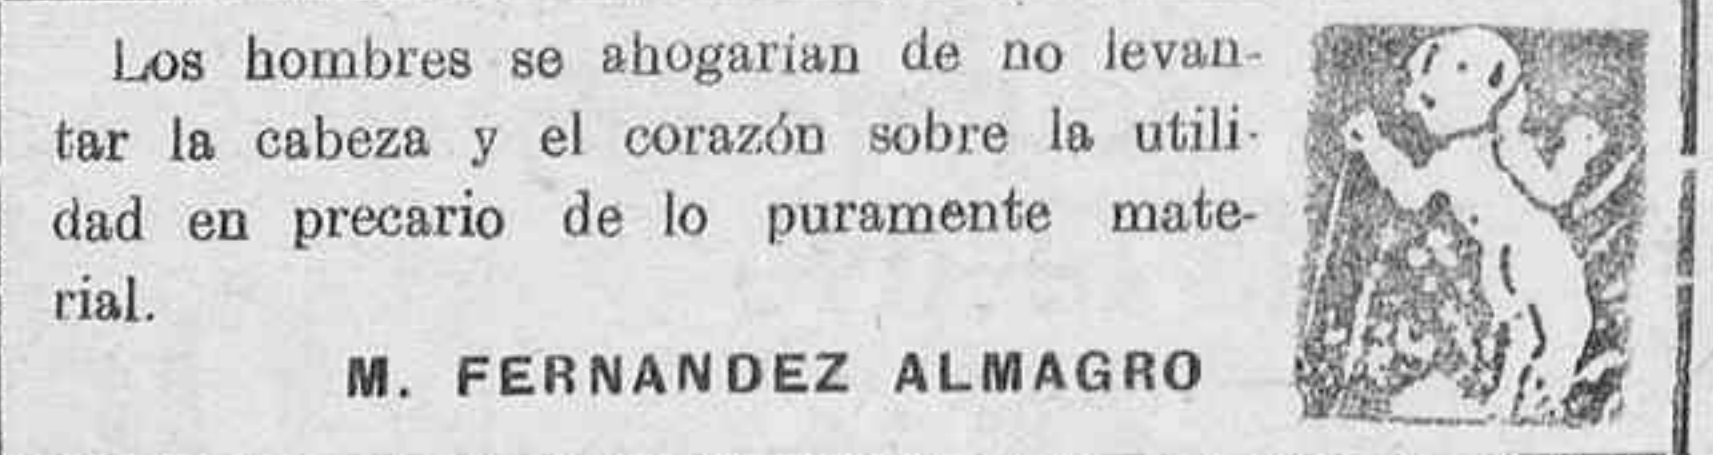 Los hombres se ahogarian de no levan-
tar la cabeza y el corazón sobre la utili-
dad en precario de lo puramente mate-
rial.
M. FERNANDEZ ALMAGRO